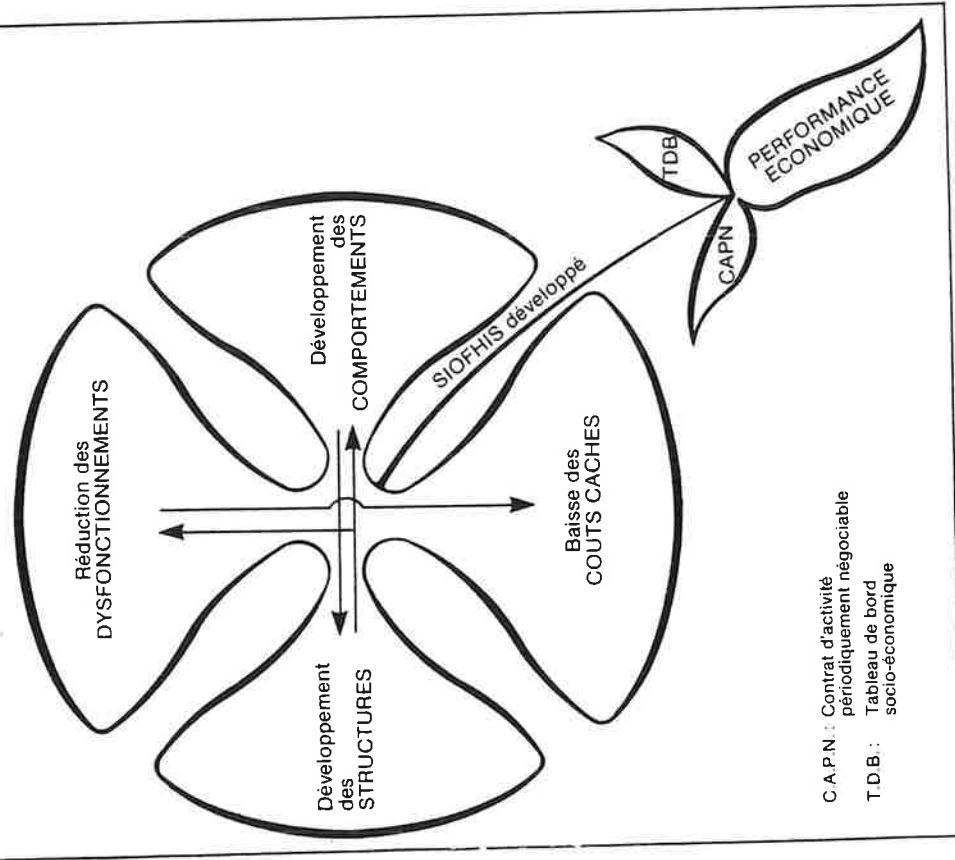 Réduction des
DYSFONCTIONNEMENTS
Développement
des
COMPORTEMENTS
Développement
des
STRUCTURES
Baisse des
COUTS CACHES
SIOFHIS développé
TDB
CAPN
PERFORMANCE
ECONOMIQUE
C.A.P.N. : Contrat d'activité
périodiquement négociable
T.D.B. : Tableau de bord
socio-économique